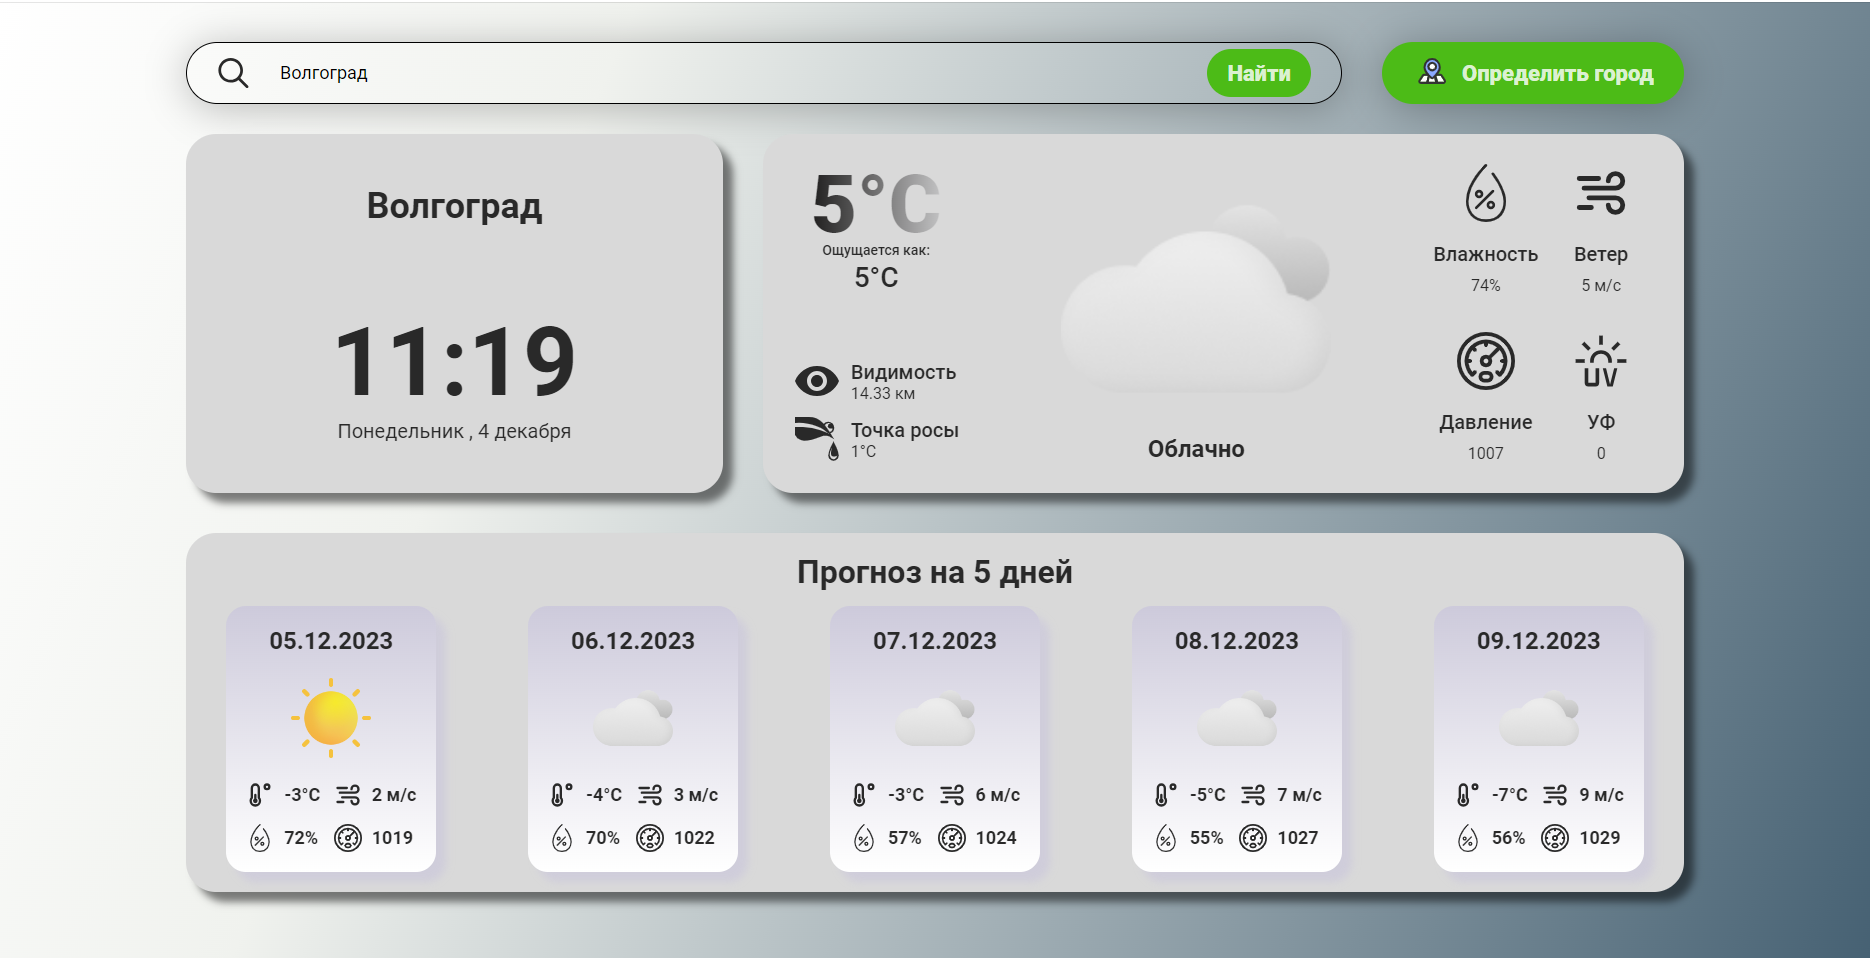 Волгоград
Найти
Определить город
Волгоград
11:19
Понедельник , 4 декабря
5°C
Ощущается как:
5°C
Видимость
14.33 км
Точка росы
1°C
Облачно
%
Влажность
74%
Ветер
5 м/с
Давление
1007
UV
УФ
0
Прогноз на 5 дней
05.12.2023
-3°C 2 м/с
% 72% 1019
06.12.2023
-4°C 3 м/с
% 70% 1022
07.12.2023
-3°C 6 м/с
% 57% 1024
08.12.2023
-5°C 7 м/с
% 55% 1027
09.12.2023
-7°C 9 м/с
% 56% 1029